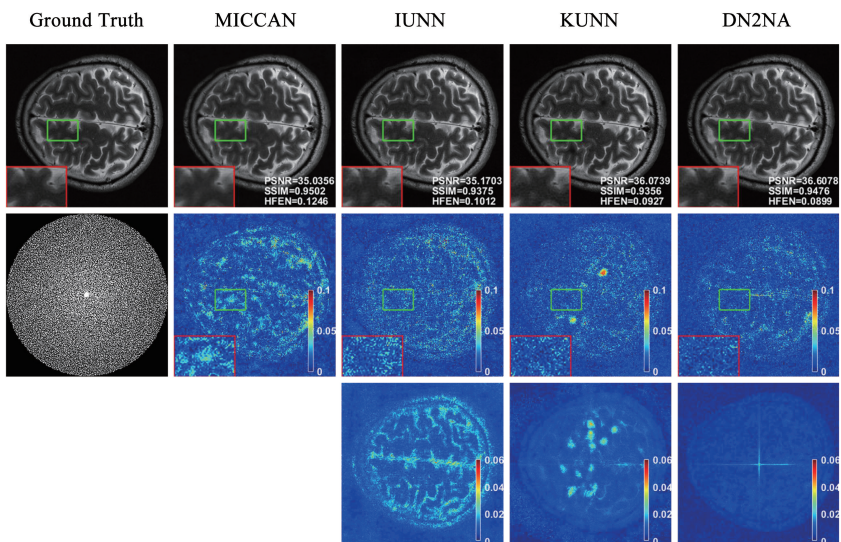 Ground Truth MICCAN IUNN KUNN DN2NA
PSNR=35.0356 PSNR=35.1703 PSNR=36.0739 PSNR=36.6078
SSIM=0.9502 SSIM=0.9375 SSIM=0.9356 SSIM=0.9476
HFEN=0.1246 HFEN=0.1012 HFEN=0.0927 HFEN=0.0899
0.1 0.1 0.1 0.1
0.05 0.05 0.05 0.05
0 0 0 0
0.06 0.06 0.06
0.04 0.04 0.04
0.02 0.02 0.02
0 0 0